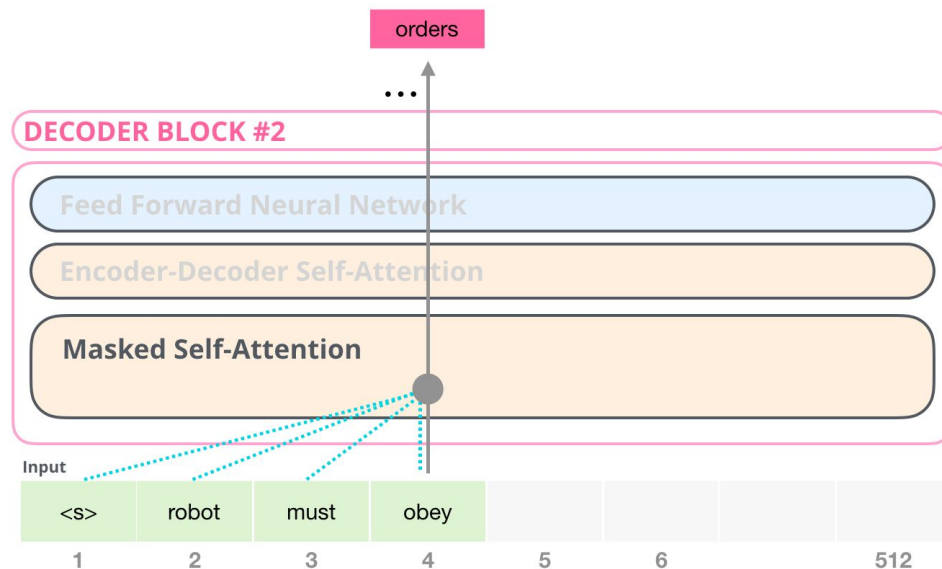 orders
...
DECODER BLOCK #2
Feed Forward Neural Network
Encoder-Decoder Self-Attention
Masked Self-Attention
Input
<s> robot must obey
1 2 3 4 5 6 512